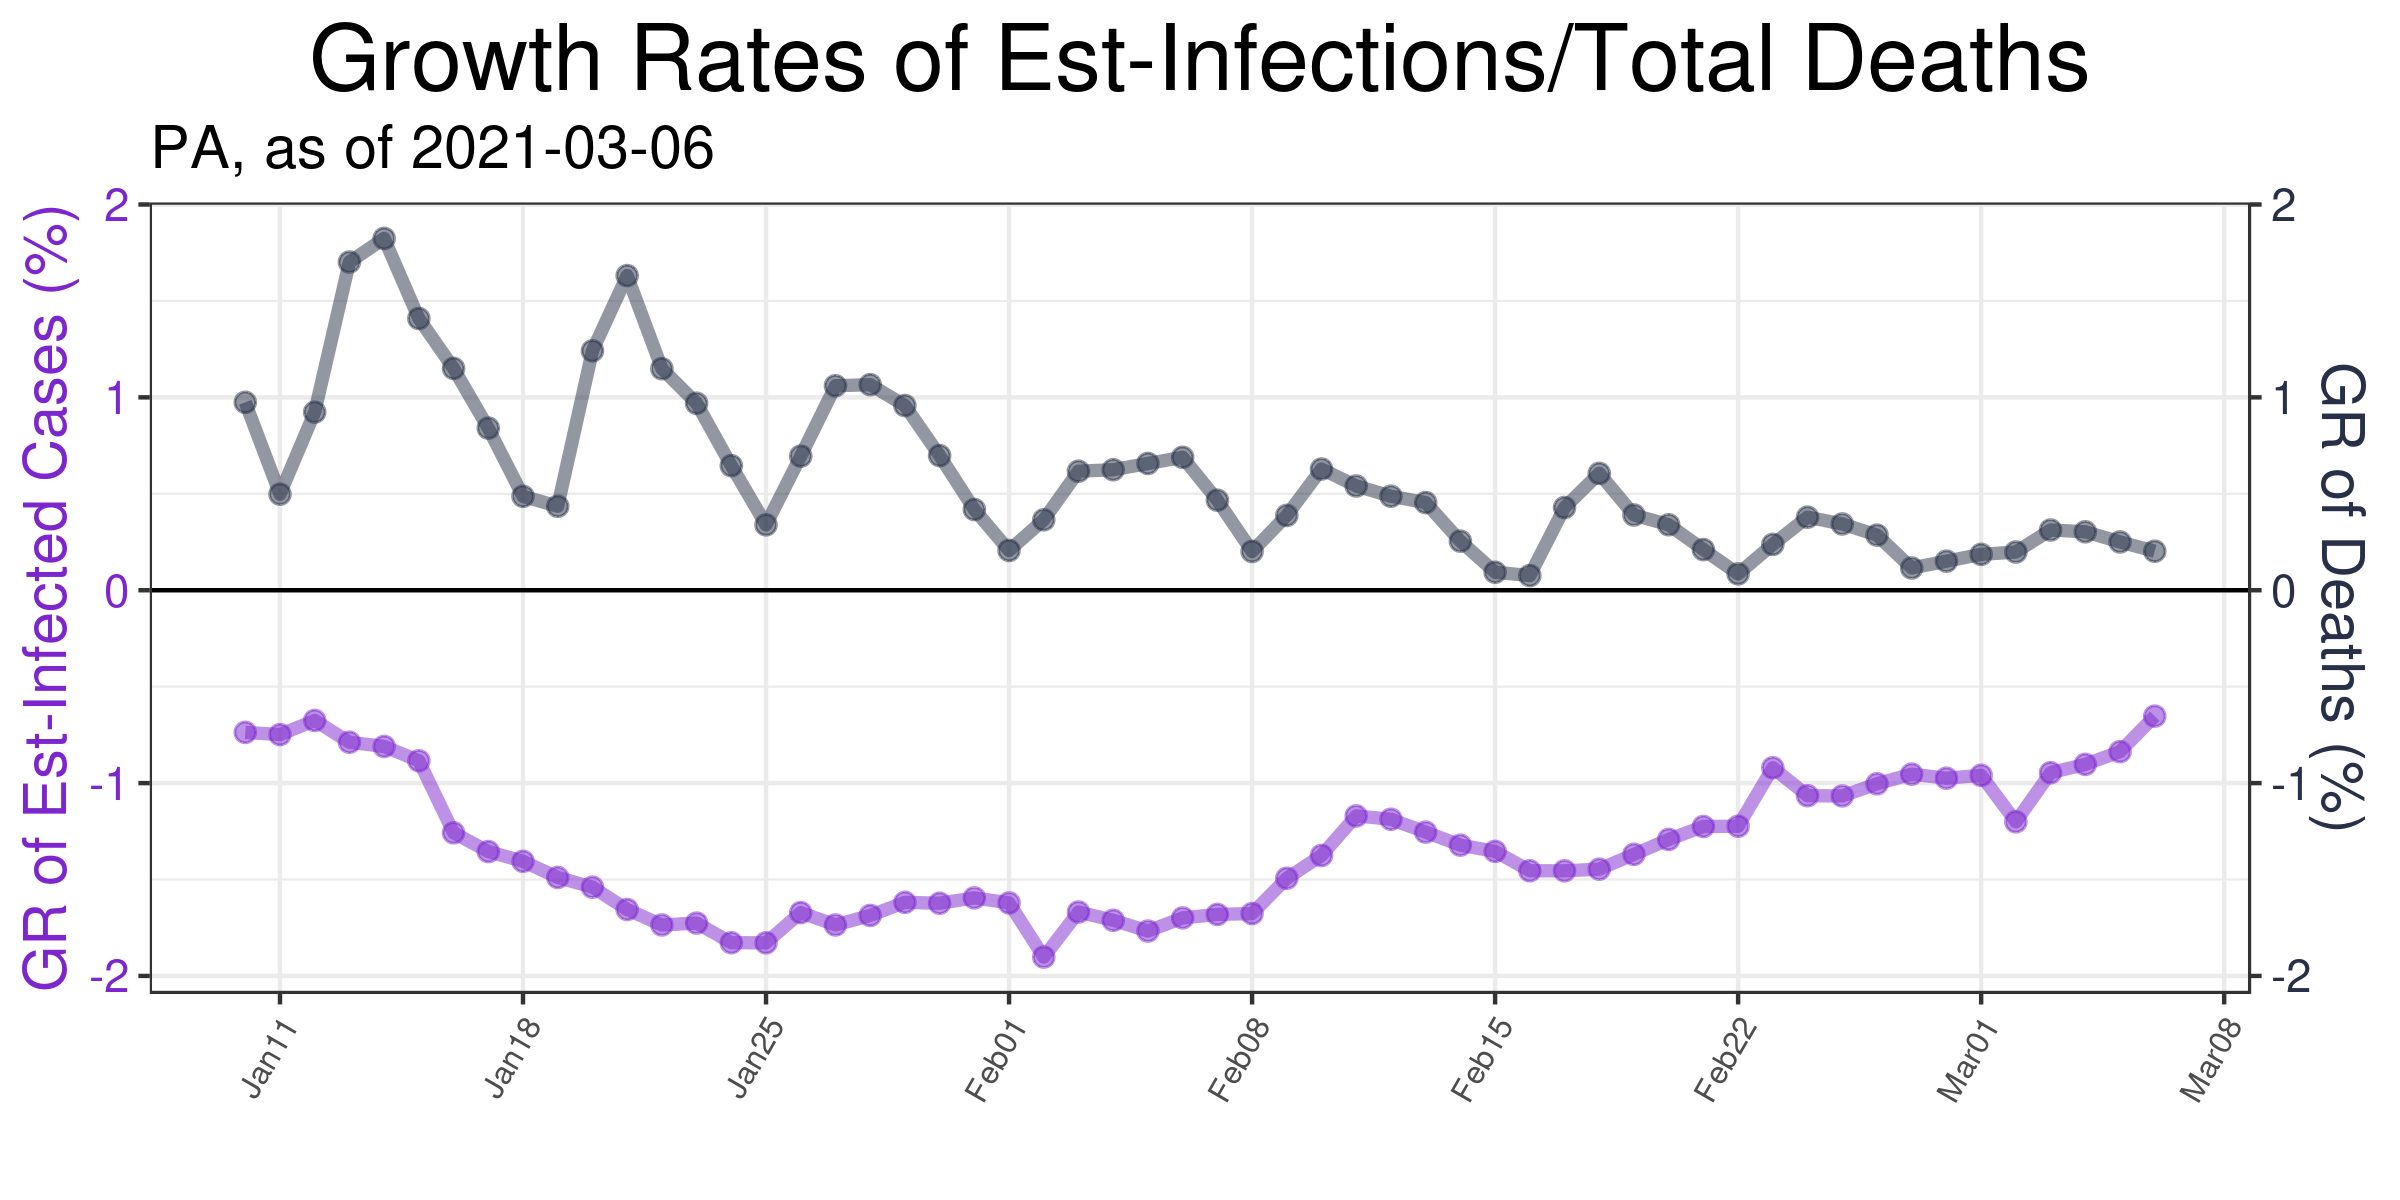 Growth Rates of Est-Infections/Total Deaths
PA, as of 2021-03-06
GR of Est-Infected Cases (%)
2
1
0
-1
-2
2
1
0
-1
-2
GR of Deaths (%)
Jan11
Jan18
Jan25
Feb01
Feb08
Feb15
Feb22
Mar01
Mar08